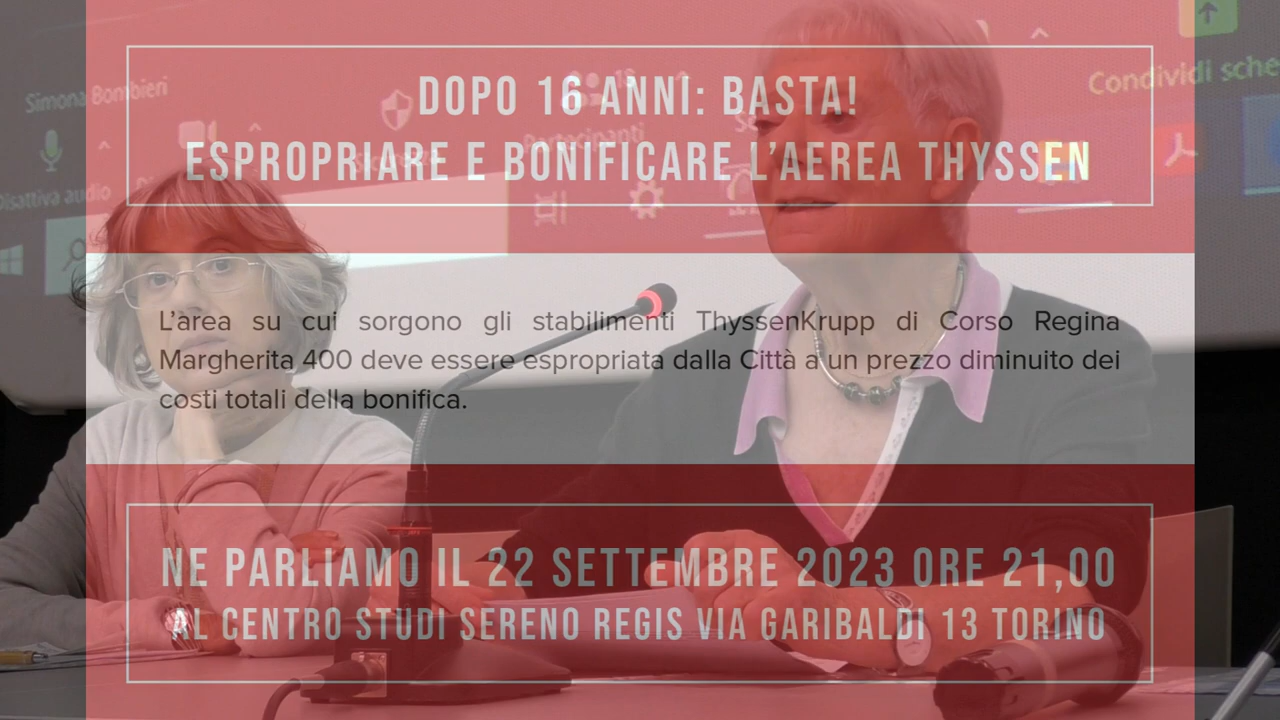 Simona Bombieri
Condividi sche
Partecipanti
Disattiva audio
DOPO 16 ANNI: BASTA!
ESPROPRIARE E BONIFICARE L'AEREA THYSSEN
L'area su cui sorgono gli stabilimenti ThyssenKrupp di Corso Regina
Margherita 400 deve essere espropriata dalla Città a un prezzo diminuito dei
costi totali della bonifica.
NE PARLIAMO IL 22 SETTEMBRE 2023 ORE 21,00
AL CENTRO STUDI SERENO REGIS VIA GARIBALDI 13 TORINO